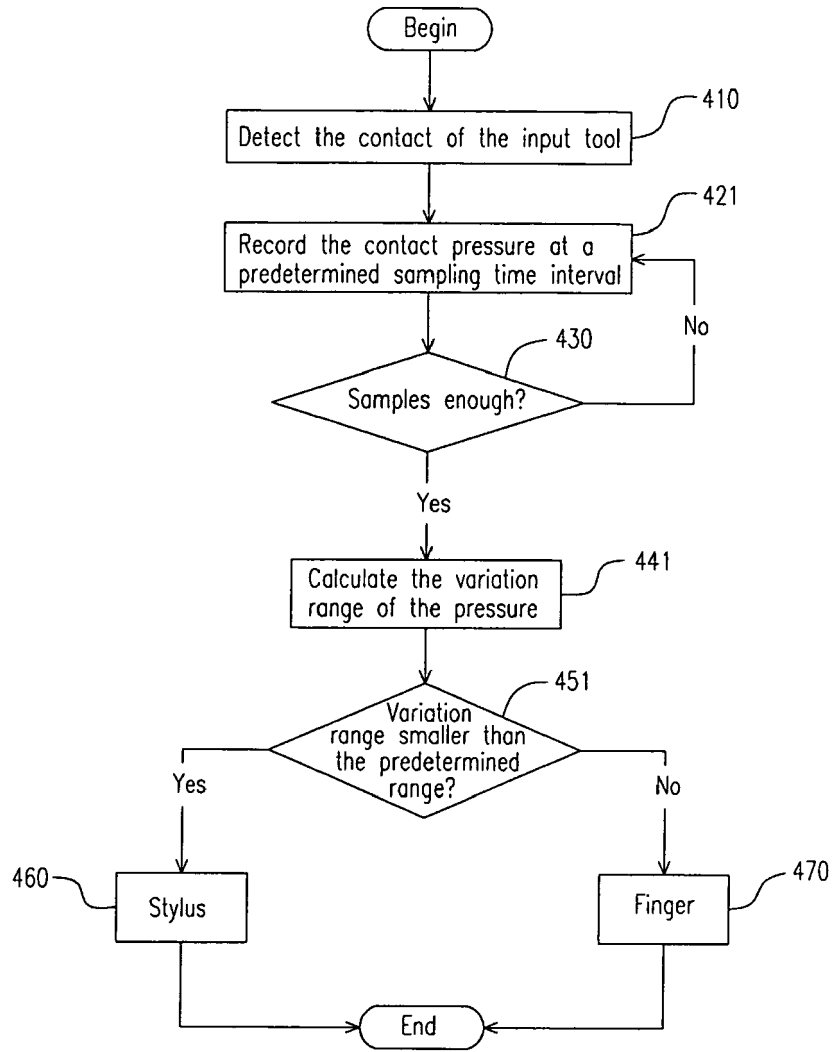 Begin
410
Detect the contact of the input tool
421
Record the contact pressure at a
predetermined sampling time interval
No
430
Samples enough?
Yes
441
Calculate the variation
range of the pressure
451
Variation
range smaller than
the predetermined
range?
Yes
No
460
Stylus
470
Finger
End